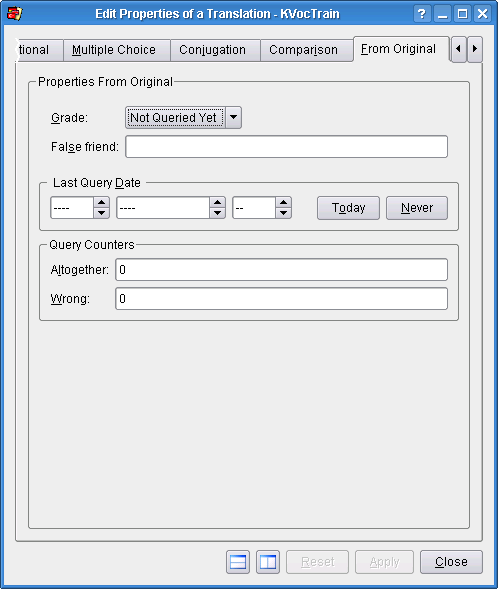 Edit Properties of a Translation - KVocTrain
tional Multiple Choice Conjugation Comparison From Original
Properties From Original
Grade: Not Queried Yet
False friend:
Last Query Date
---- ---- -- Today Never
Query Counters
Altogether: 0
Wrong: 0
Reset Apply Close